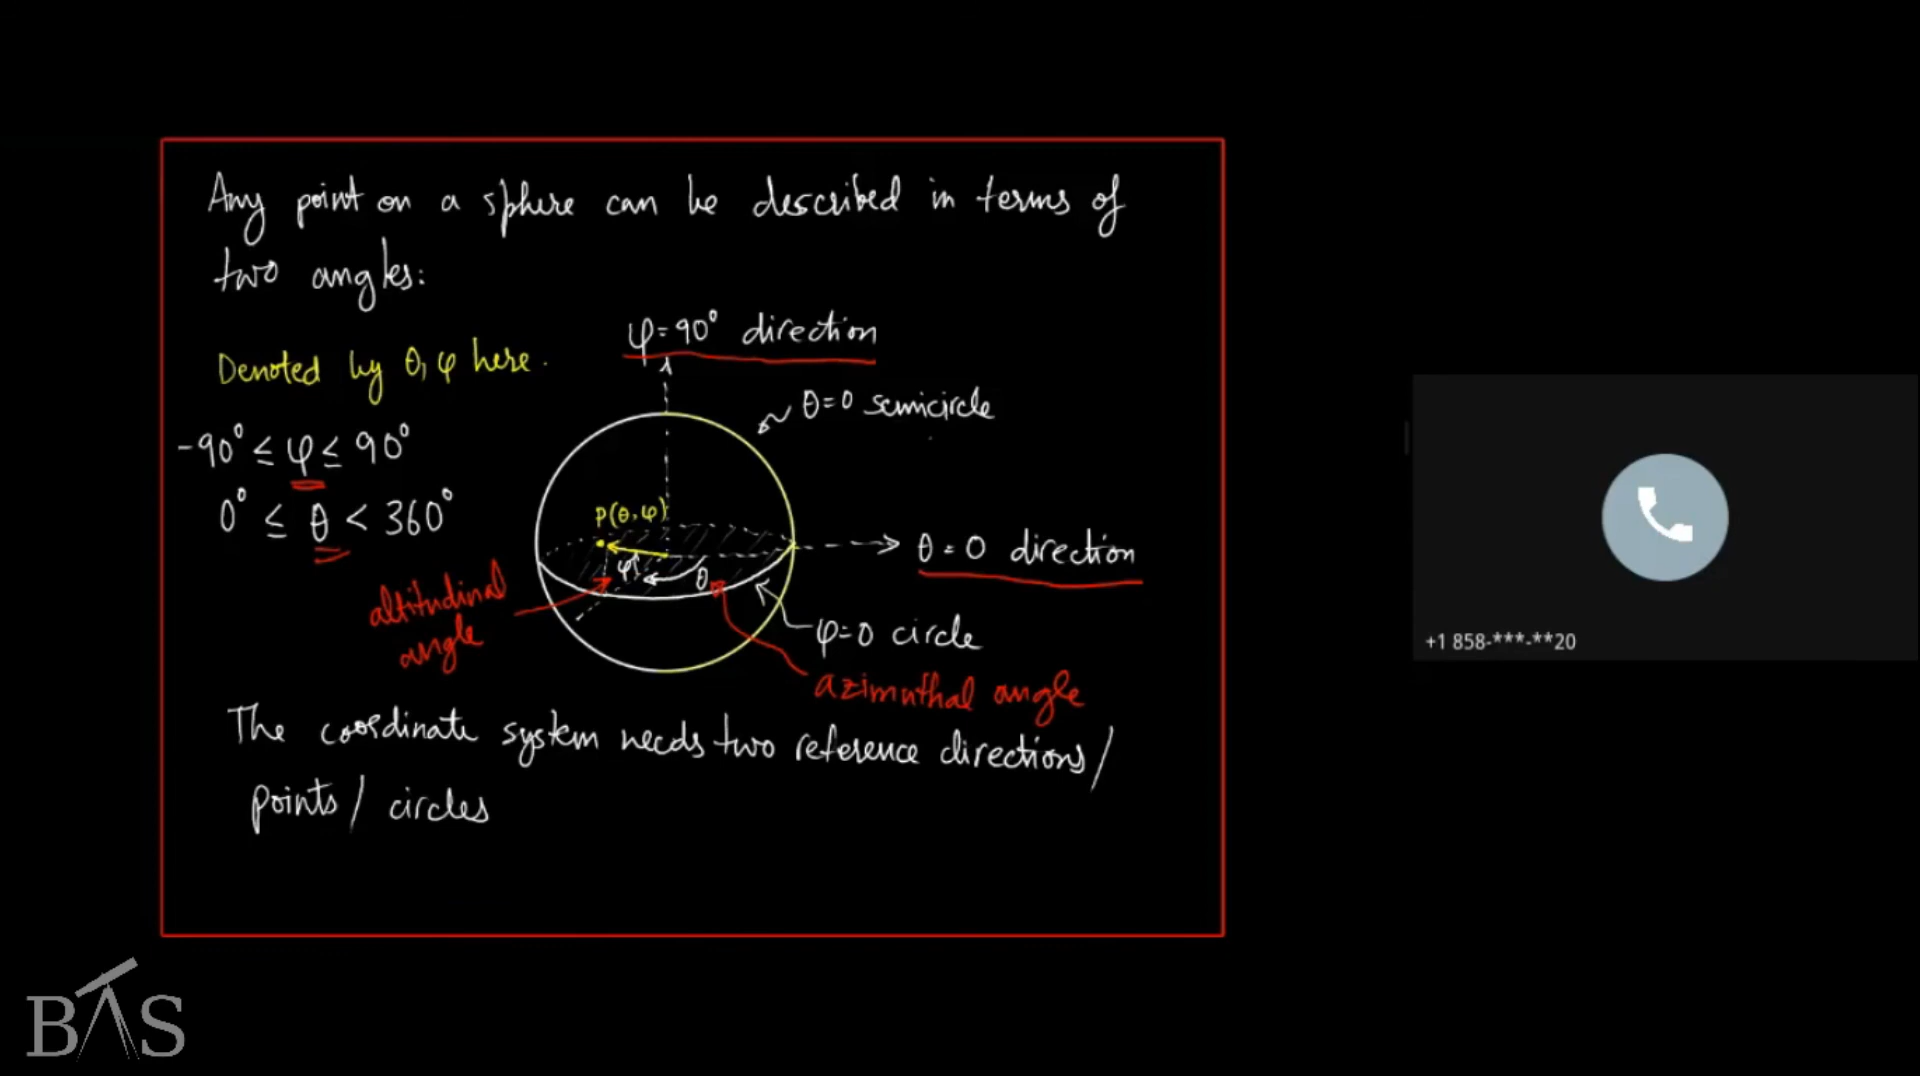 Any point on a sphere can be described in terms of
two angles:
φ=90° direction
Denoted by θ, φ here.
θ=0 semicircle
-90° ≤ φ ≤ 90°
0° ≤ θ < 360°
P(θ,φ)
φ
θ
θ=0 direction
altitudinal
angle
φ=0 circle
azimuthal angle
The coordinate system needs two reference directions/
points/ circles
+1 858-***-**20
BAS